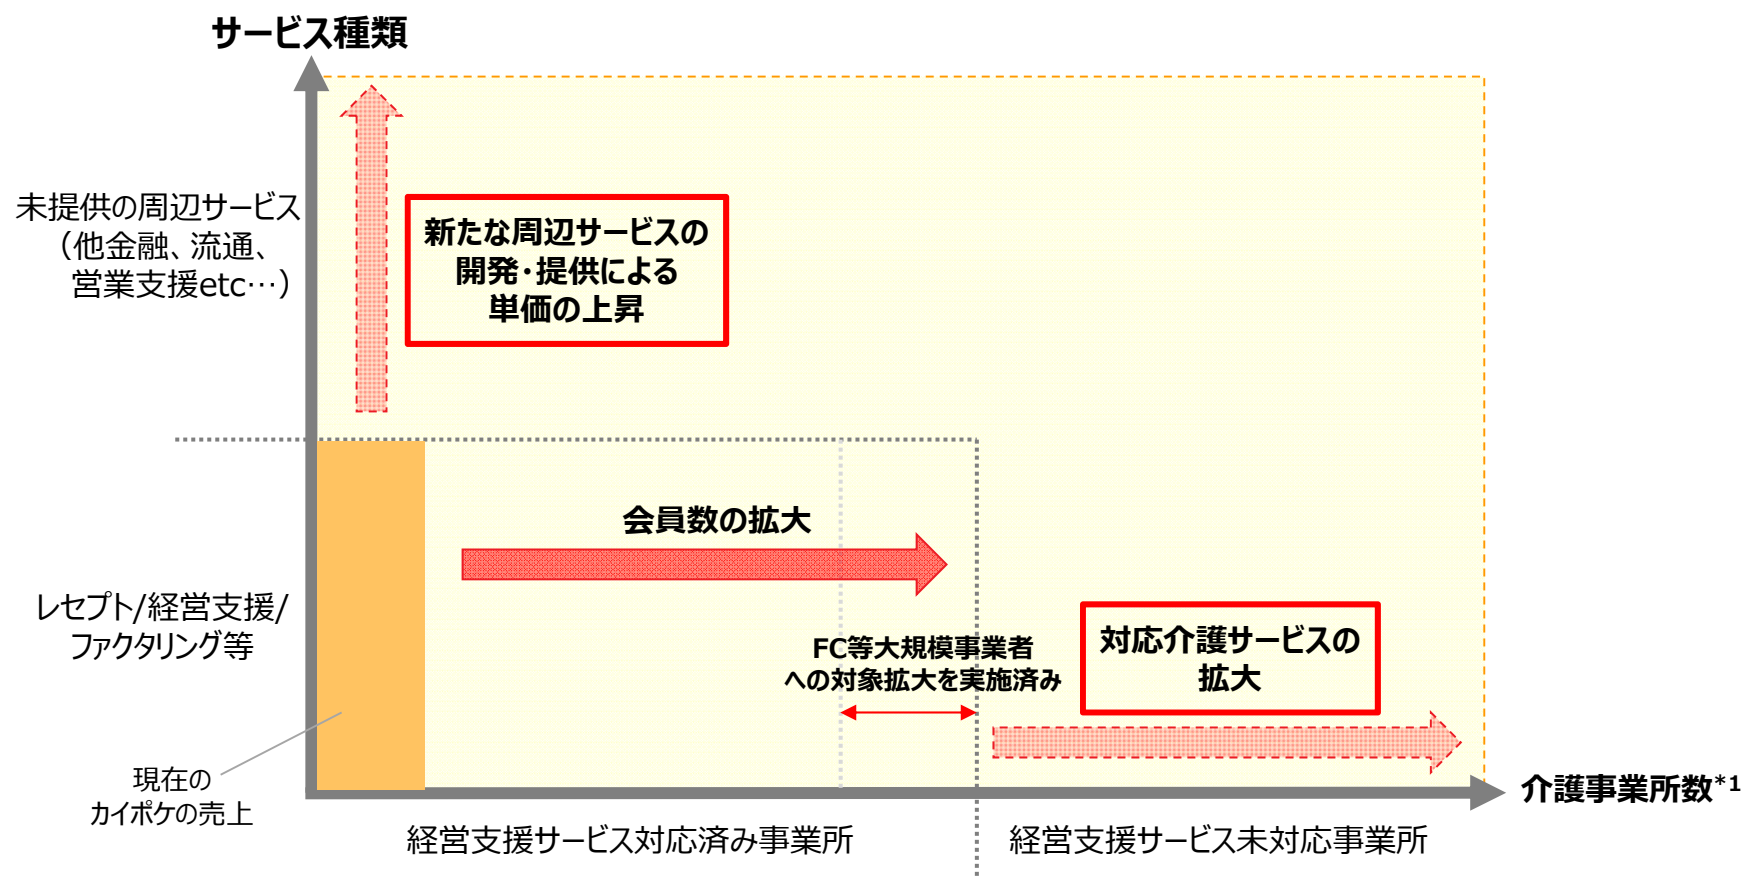 サービス種類
未提供の周辺サービス
（他金融、流通、
営業支援etc…）
新たな周辺サービスの
開発・提供による
単価の上昇
会員数の拡大
レセプト/経営支援/
ファクタリング等
FC等大規模事業者
への対象拡大を実施済み
対応介護サービスの
拡大
現在の
カイポケの売上
介護事業所数*1
経営支援サービス対応済み事業所
経営支援サービス未対応事業所